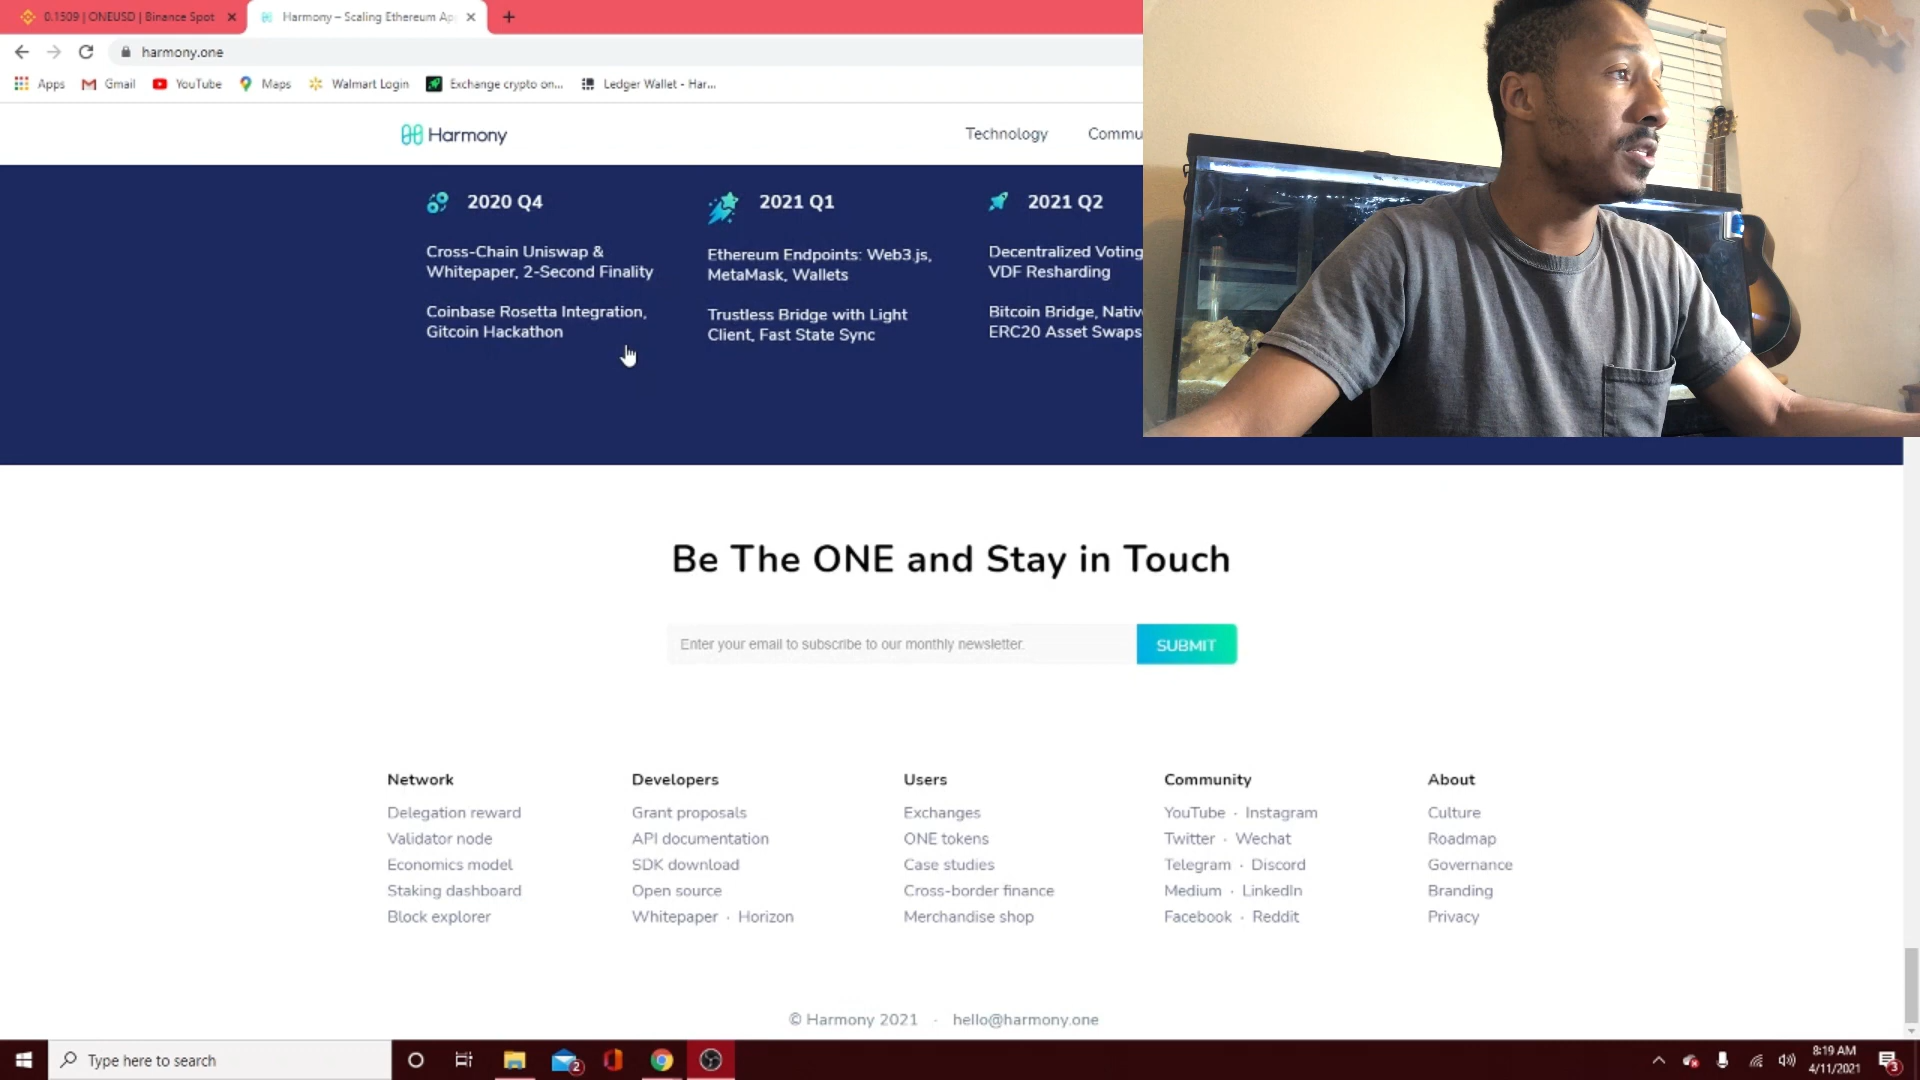 0.1509 | ONEUSD | Binance Spot
Harmony – Scaling Ethereum Ap
harmony.one
Apps
Gmail
YouTube
Maps
Walmart Login
Exchange crypto on...
Ledger Wallet - Har...
Harmony
Technology
Commu
2020 Q4
Cross-Chain Uniswap &
Whitepaper, 2-Second Finality
Coinbase Rosetta Integration,
Gitcoin Hackathon
2021 Q1
Ethereum Endpoints: Web3.js,
MetaMask, Wallets
Trustless Bridge with Light
Client, Fast State Sync
2021 Q2
Decentralized Voting
VDF Resharding
Bitcoin Bridge, Nativ
ERC20 Asset Swaps
Be The ONE and Stay in Touch
Enter your email to subscribe to our monthly newsletter.
SUBMIT
Network
Delegation reward
Validator node
Economics model
Staking dashboard
Block explorer
Developers
Grant proposals
API documentation
SDK download
Open source
Whitepaper · Horizon
Users
Exchanges
ONE tokens
Case studies
Cross-border finance
Merchandise shop
Community
YouTube · Instagram
Twitter · Wechat
Telegram · Discord
Medium · LinkedIn
Facebook · Reddit
About
Culture
Roadmap
Governance
Branding
Privacy
© Harmony 2021 · hello@harmony.one
Type here to search
2
8:19 AM
4/11/2021
3